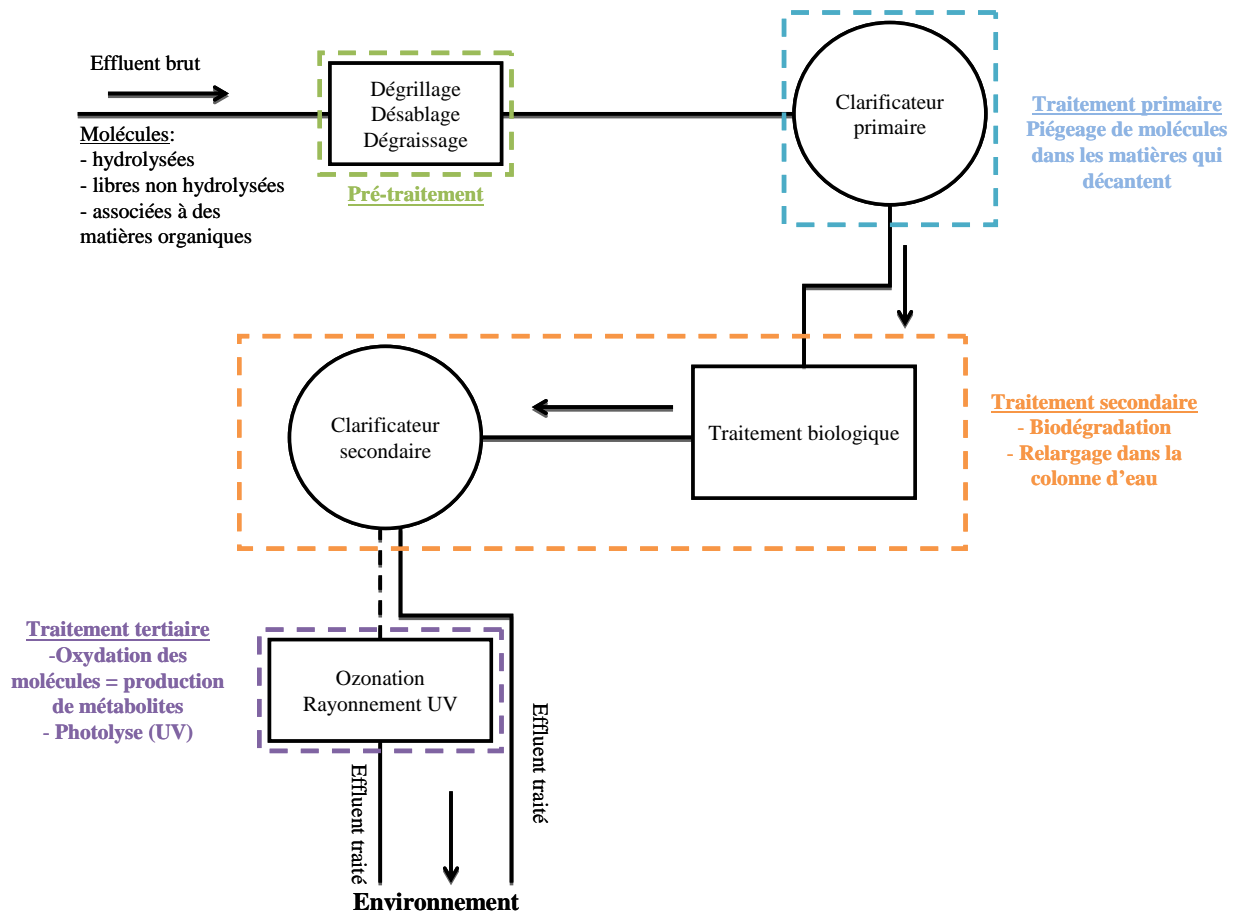 Effluent brut
Molécules:
- hydrolysées
- libres non hydrolysées
- associées à des
matières organiques
Dégrillage
Désablage
Dégraissage
Pré-traitement
Clarificateur
primaire
Traitement primaire
Piégeage de molécules
dans les matières qui
décantent
Clarificateur
secondaire
Traitement biologique
Traitement secondaire
- Biodégradation
- Relargage dans la
colonne d’eau
Traitement tertiaire
-Oxydation des
molécules = production
de métabolites
- Photolyse (UV)
Ozonation
Rayonnement UV
Effluent traité
Effluent traité
Environnement